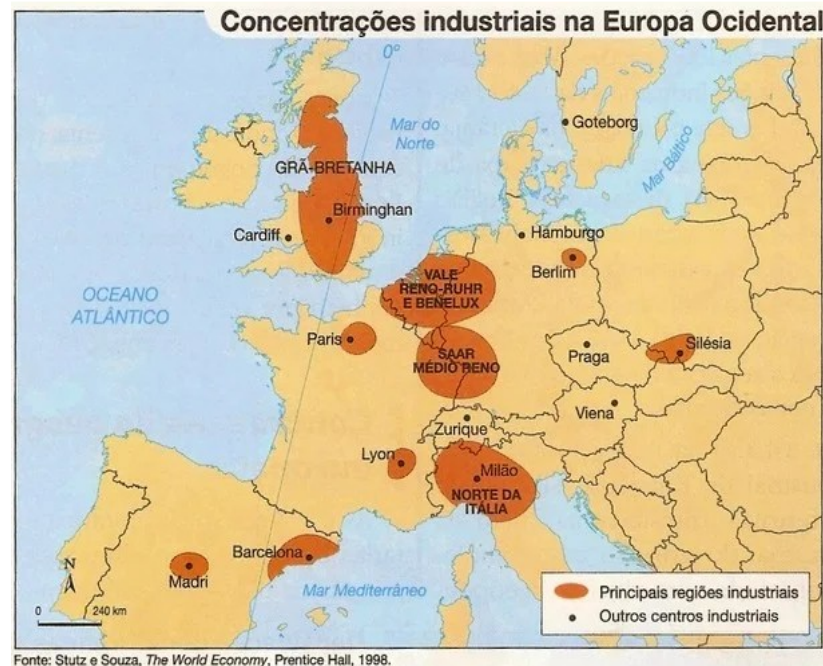 Concentrações industriais na Europa Ocidental
0°
Mar do
Norte
Goteborg
Mar Báltico
GRÃ-BRETANHA
Birminghan
Cardiff
Hamburgo
Berlim
VALE
RENO-RUHR
E BENELUX
OCEANO
ATLÂNTICO
Paris
SAAR
MÉDIO RENO
Praga
Silésia
Viena
Zurique
Lyon
Milão
NORTE DA
ITÁLIA
Barcelona
Madri
Mar Mediterrâneo
N
0 240 km
Principais regiões industriais
Outros centros industriais
Fonte: Stutz e Souza, The World Economy, Prentice Hall, 1998.